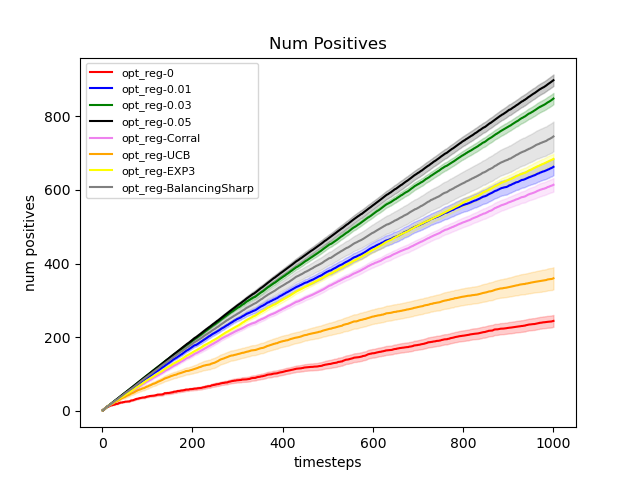 Num Positives
opt_reg-0
opt_reg-0.01
opt_reg-0.03
opt_reg-0.05
opt_reg-Corral
opt_reg-UCB
opt_reg-EXP3
opt_reg-BalancingSharp
num positives
800
600
400
200
0
0 200 400 600 800 1000
timesteps